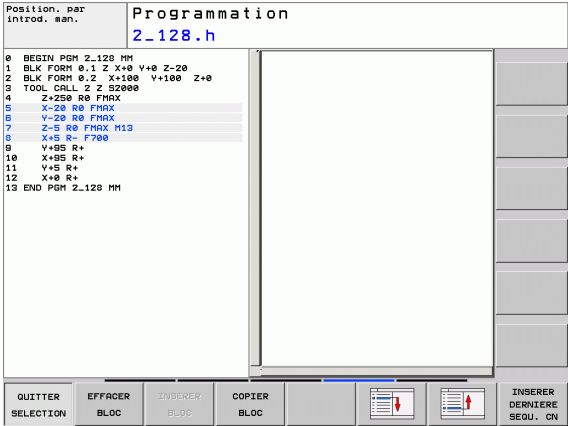 Position. par
introd. man.
Programmation
2_128.h
0 BEGIN PGM 2_128 MM
1 BLK FORM 0.1 Z X+0 Y+0 Z-20
2 BLK FORM 0.2 X+100 Y+100 Z+0
3 TOOL CALL 2 Z S2000
4 Z+250 R0 FMAX
5 X-20 R0 FMAX
6 Y-20 R0 FMAX
7 Z-5 R0 FMAX M13
8 X+5 R- F700
9 Y+95 R+
10 X+95 R+
11 Y+5 R+
12 X+0 R+
13 END PGM 2_128 MM
QUITTER
SELECTION
EFFACER
BLOC
INSERER
BLOC
COPIER
BLOC
INSERER
DERNIERE
SEQU. CN